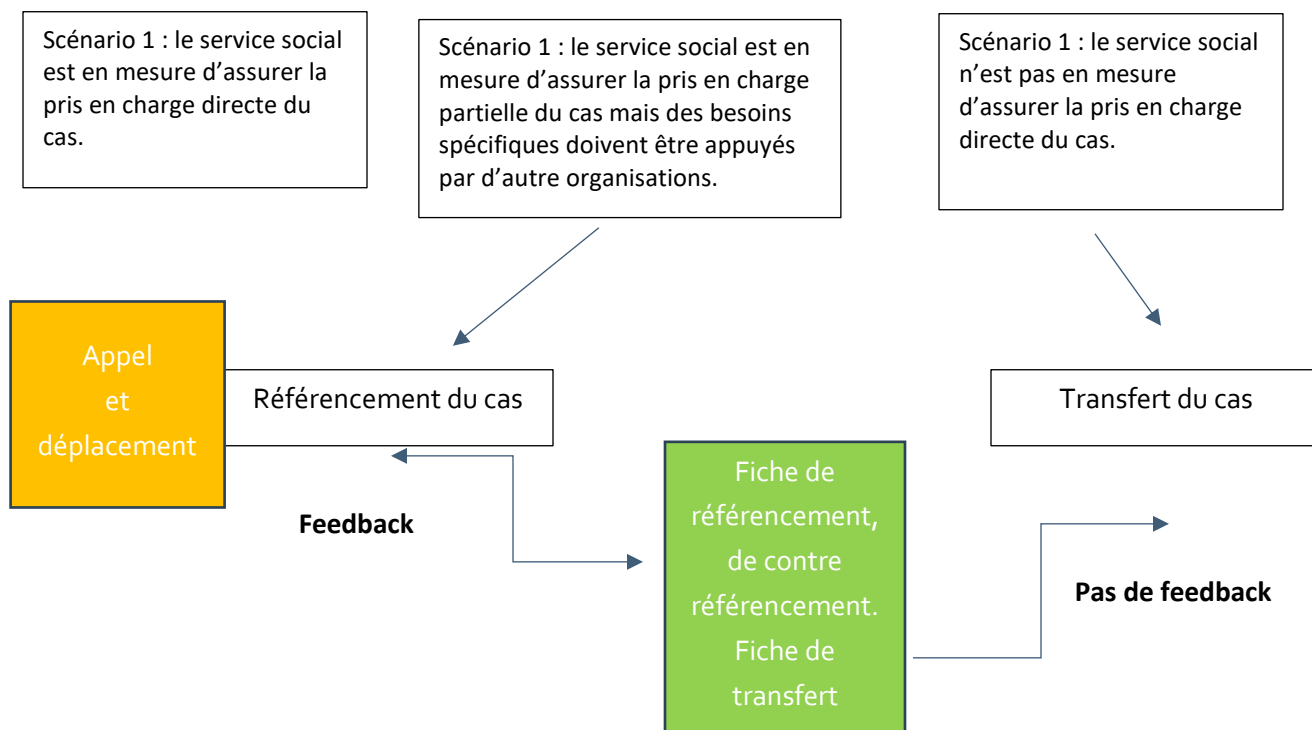 Scénario 1 : le service social
est en mesure d’assurer la
pris en charge directe du
cas.
Scénario 1 : le service social est en
mesure d’assurer la pris en charge
partielle du cas mais des besoins
spécifiques doivent être appuyés
par d’autre organisations.
Scénario 1 : le service social
n’est pas en mesure
d’assurer la pris en charge
directe du cas.
Appel
et
déplacement
Référencement du cas
Transfert du cas
Feedback
Fiche de
référencement,
de contre
référencement.
Fiche de
transfert
Pas de feedback